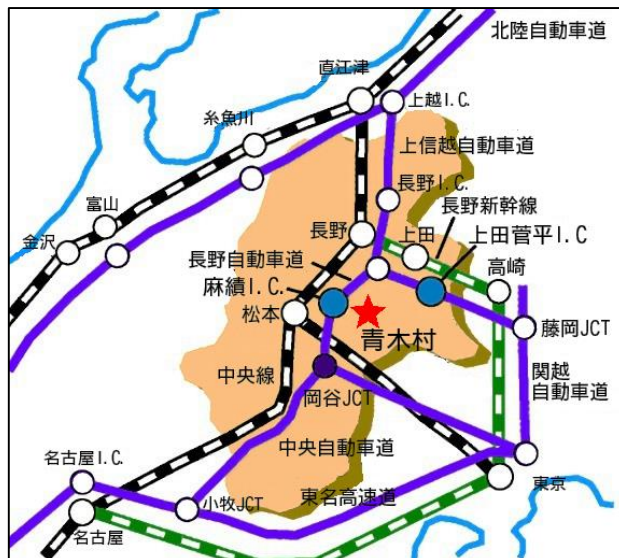 北陸自動車道
直江津
上越I.C.
糸魚川
上信越自動車道
長野I.C.
富山
金沢
長野
上田
長野新幹線
上田菅平I.C
長野自動車道
高崎
麻績I.C.
松本
青木村
藤岡JCT
中央線
岡谷JCT
関越
自動車道
中央自動車道
名古屋I.C.
東京
小牧JCT
東名高速道
名古屋